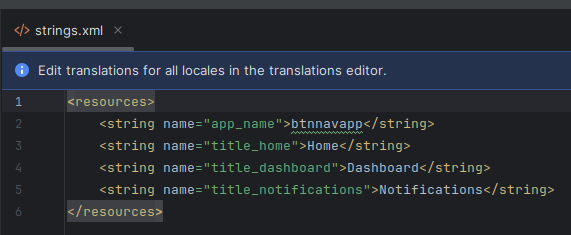 </> strings.xml ×
Edit translations for all locales in the translations editor.
1 <resources>
2 <string name="app_name">btnnavapp</string>
3 <string name="title_home">Home</string>
4 <string name="title_dashboard">Dashboard</string>
5 <string name="title_notifications">Notifications</string>
6 </resources>